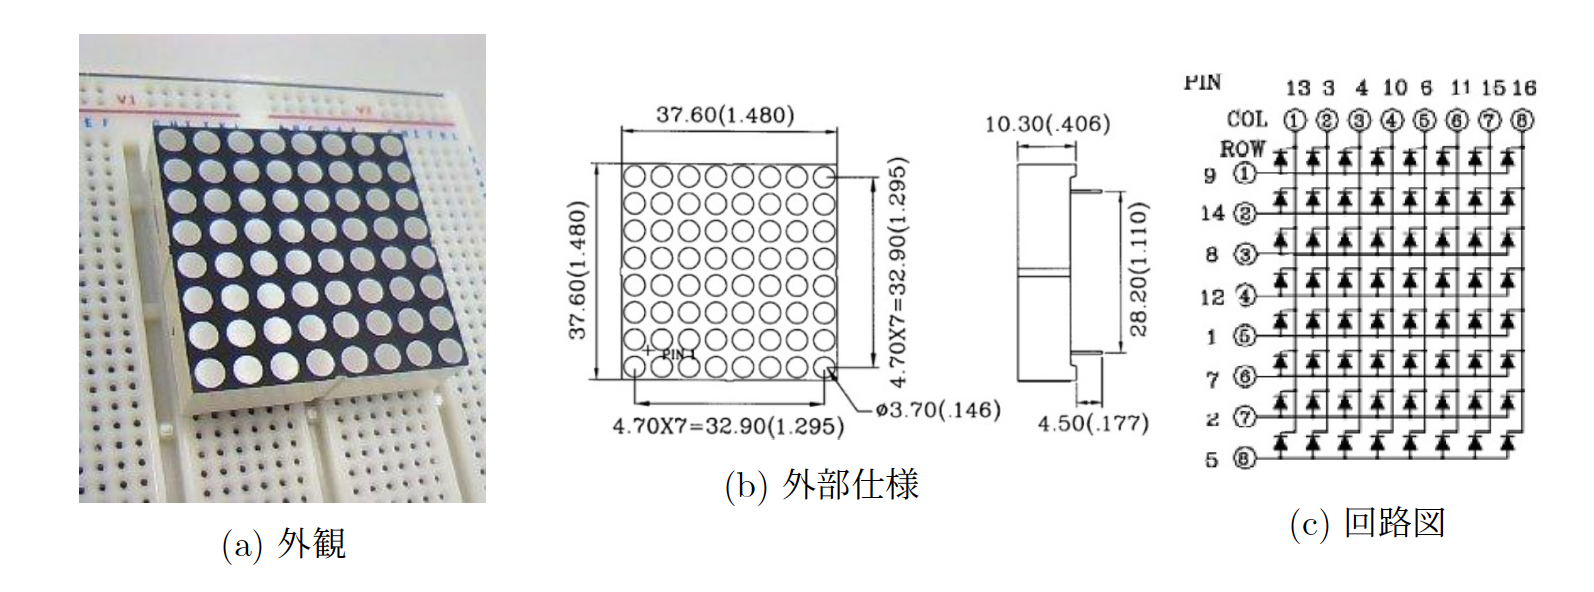 37.60(1.480)
37.60(1.480)
4.70X7=32.90(1.295)
PIN 1
ø3.70(.146)
4.70X7=32.90(1.295)
10.30(.406)
28.20(1.110)
4.50(.177)
PIN 13 3 4 10 6 11 15 16
COL 1 2 3 4 5 6 7 8
ROW
9 1
14 2
8 3
12 4
1 5
7 6
2 7
5 8
(a) 外観
(b) 外部仕様
(c) 回路図